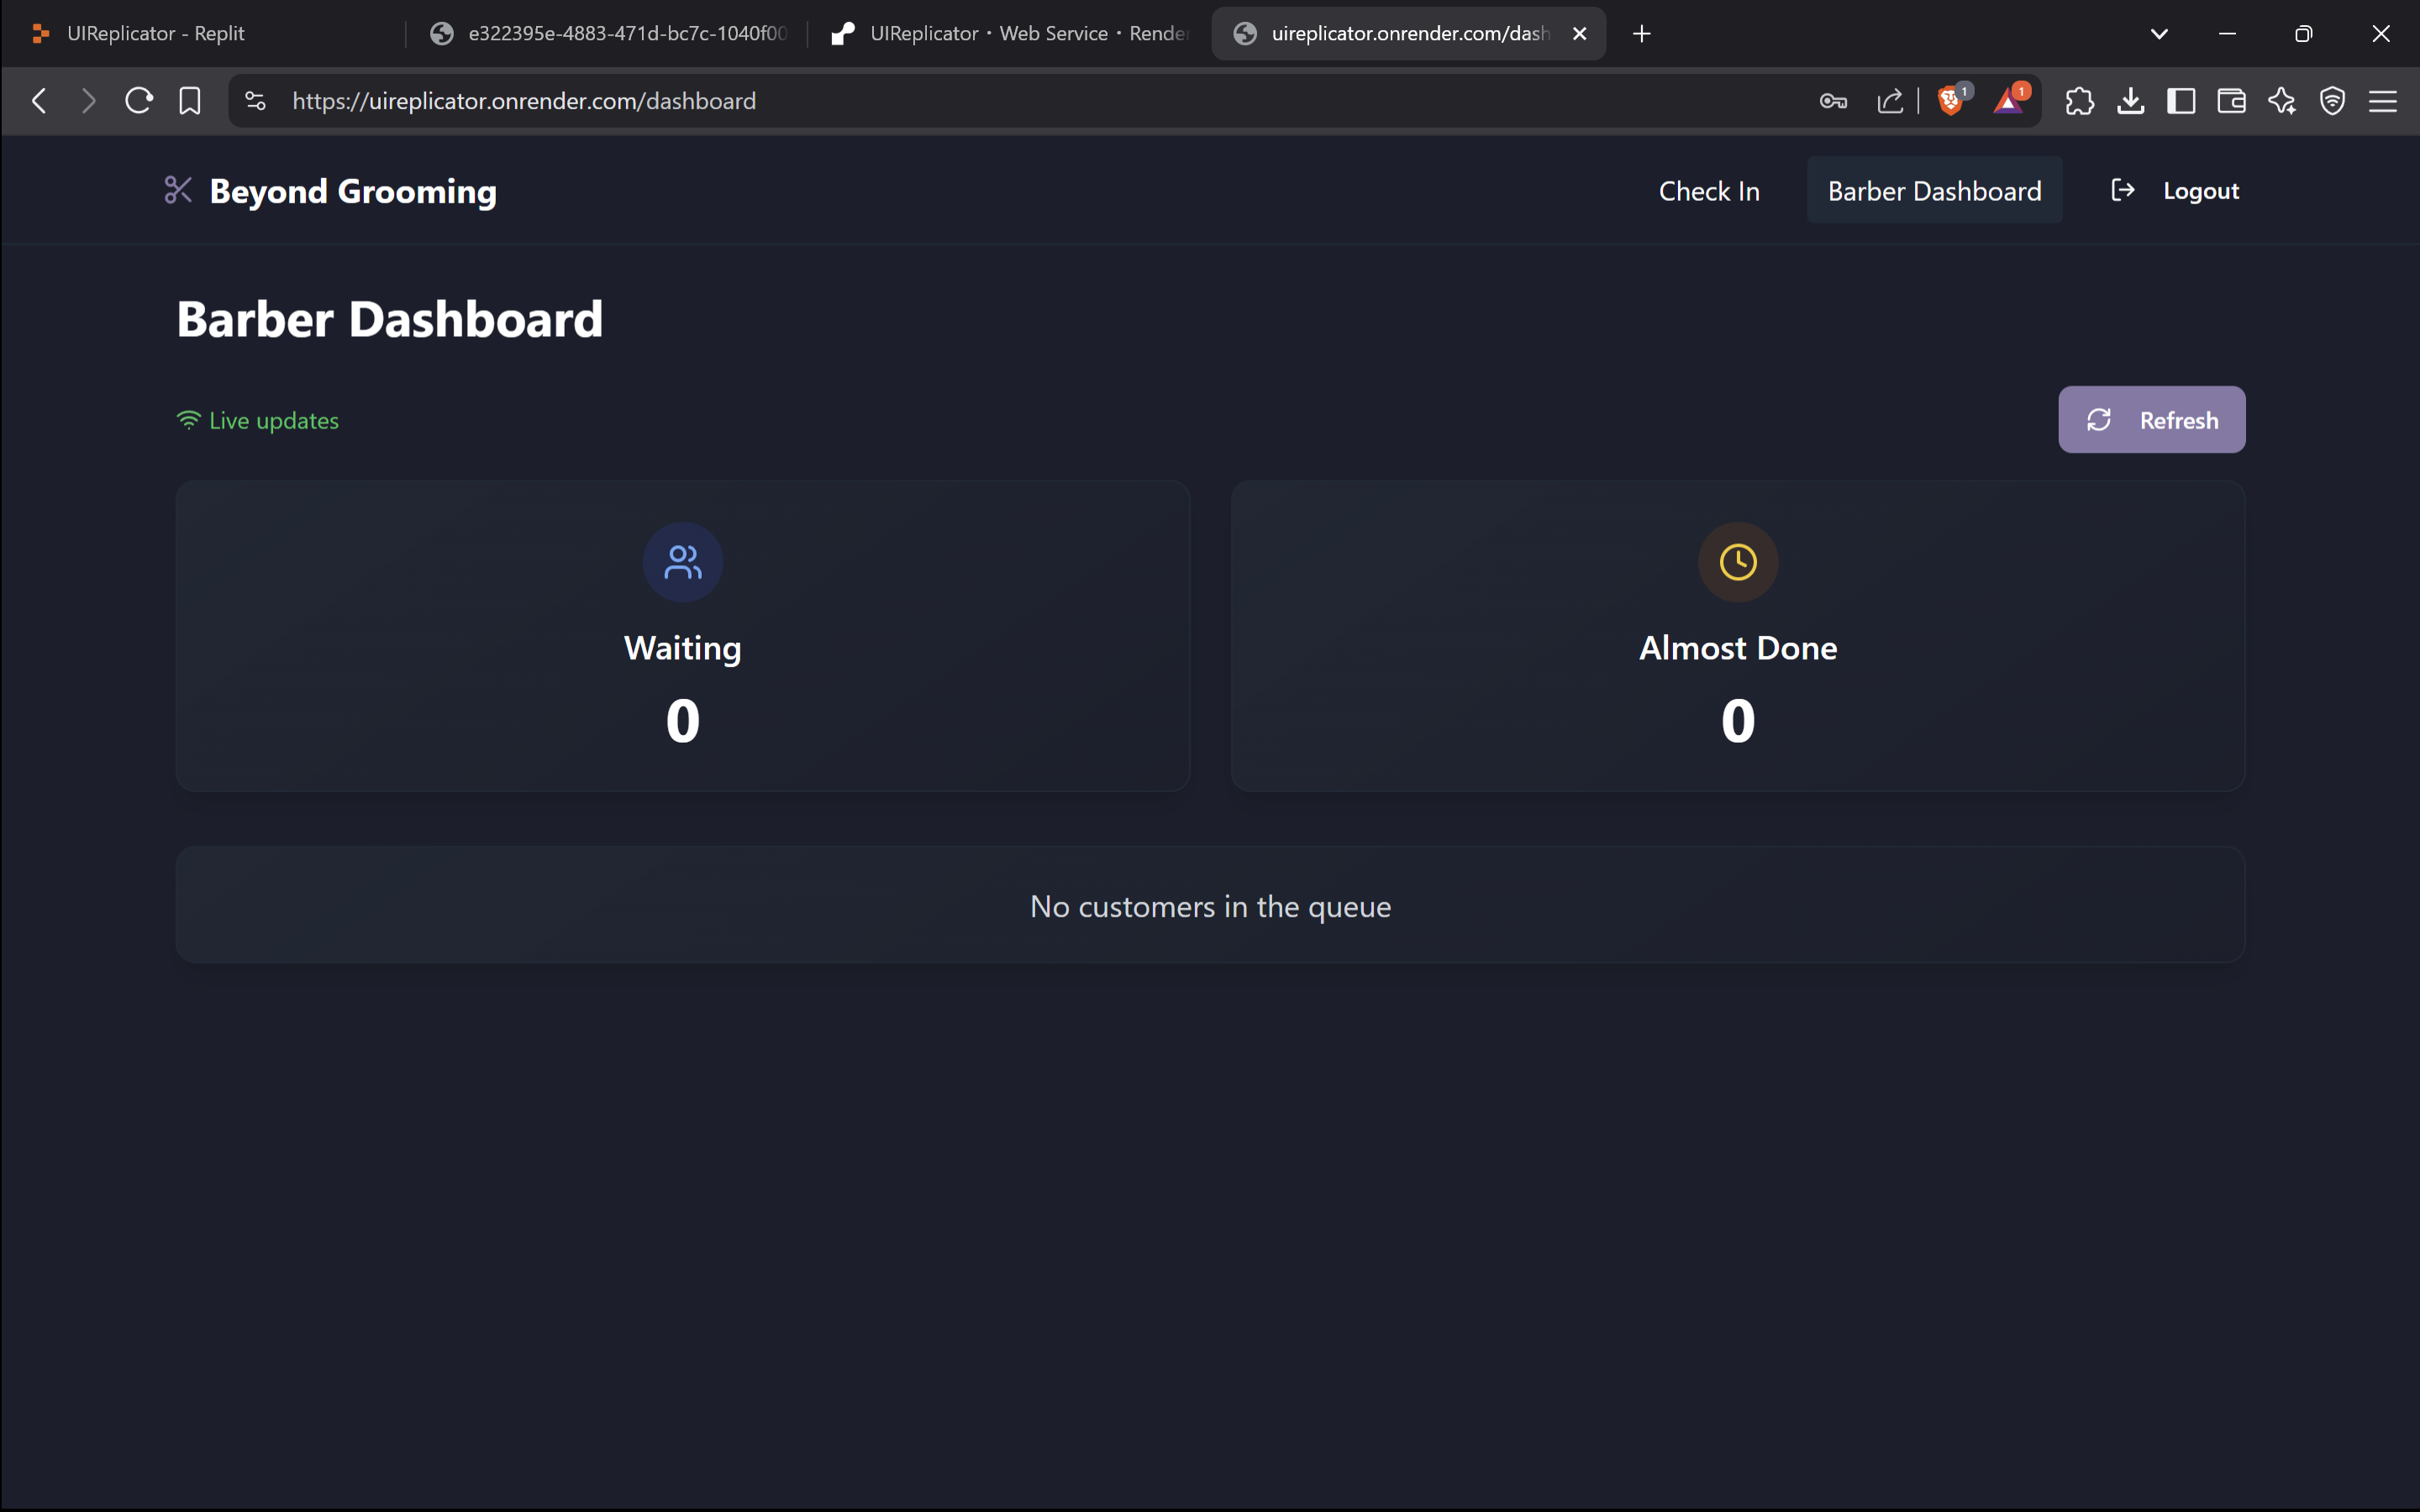 UIReplicator - Replit
e322395e-4883-471d-bc7c-1040f00
UIReplicator · Web Service · Render
uireplicator.onrender.com/dash
https://uireplicator.onrender.com/dashboard
1
1
Beyond Grooming
Check In
Barber Dashboard
Logout
Barber Dashboard
Live updates
Refresh
Waiting
0
Almost Done
0
No customers in the queue